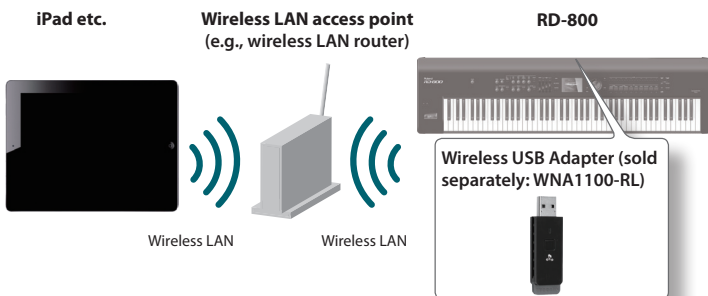 iPad etc.
Wireless LAN access point
(e.g., wireless LAN router)
RD-800
Wireless USB Adapter (sold
separately: WNA1100-RL)
Wireless LAN
Wireless LAN